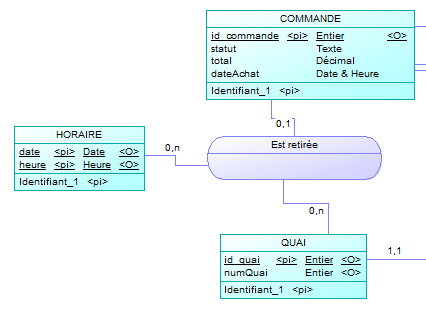 COMMANDE
id_commande <pi> Entier <O>
statut Texte
total Décimal
dateAchat Date & Heure
Identifiant_1 <pi>
0,1
HORAIRE
date <pi> Date <O>
heure <pi> Heure <O>
Identifiant_1 <pi>
0,n
Est retirée
0,n
QUAI
id_quai <pi> Entier <O>
numQuai Entier <O>
Identifiant_1 <pi>
1,1